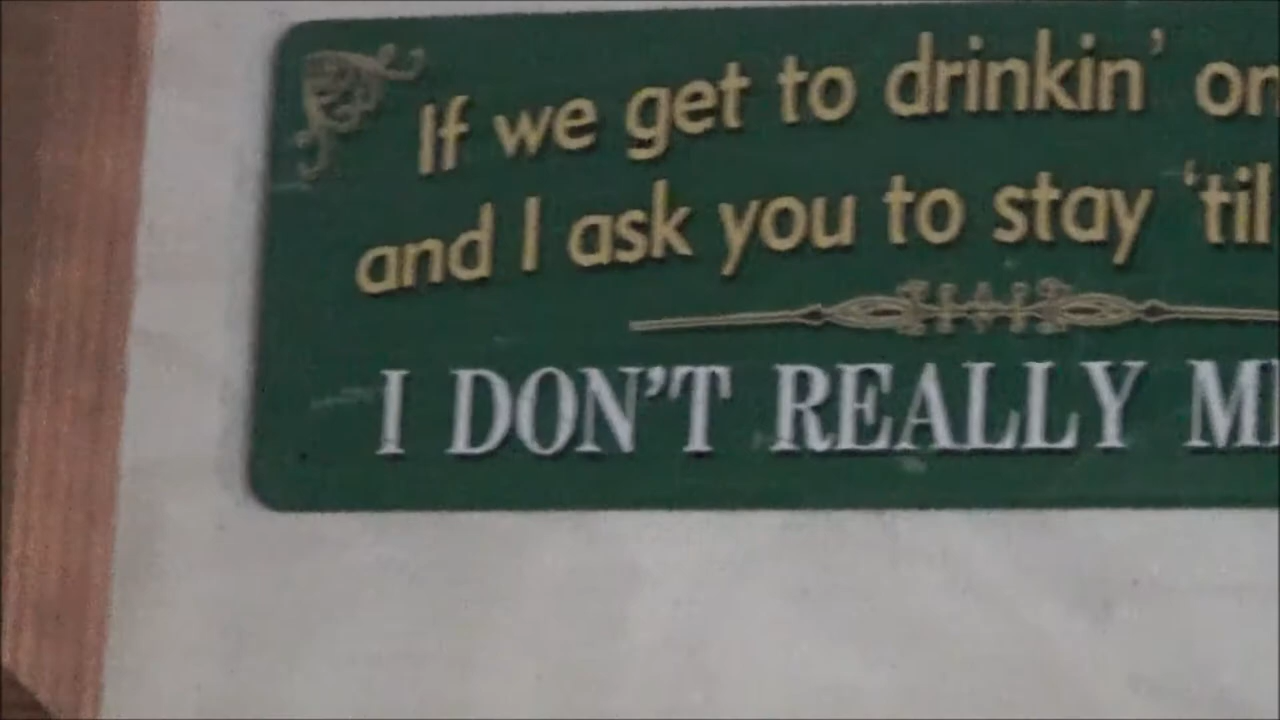 If we get to drinkin' on
and I ask you to stay 'til
I DON'T REALLY